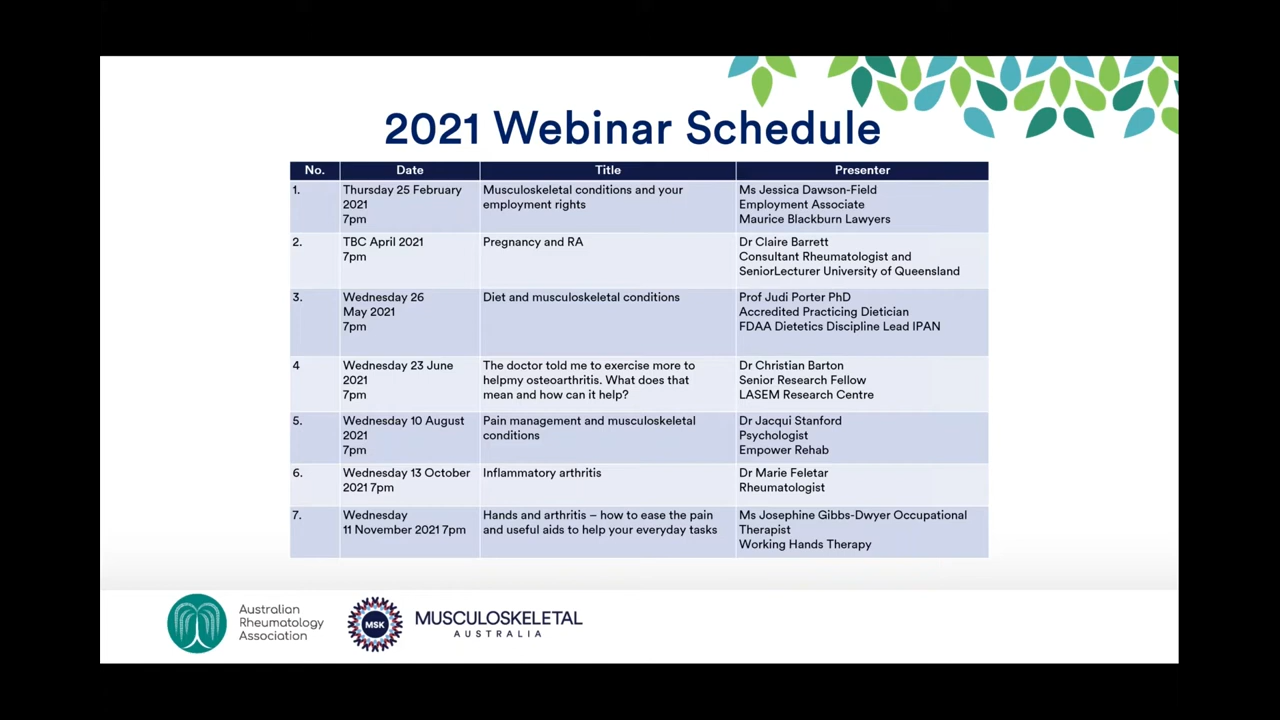 2021 Webinar Schedule
No. Date Title Presenter
1. Thursday 25 February Musculoskeletal conditions and your Ms Jessica Dawson-Field
2021 employment rights Employment Associate
7pm Maurice Blackburn Lawyers
2. TBC April 2021 Pregnancy and RA Dr Claire Barrett
7pm Consultant Rheumatologist and
SeniorLecturer University of Queensland
3. Wednesday 26 Diet and musculoskeletal conditions Prof Judi Porter PhD
May 2021 Accredited Practicing Dietician
7pm FDAA Dietetics Discipline Lead IPAN
4 Wednesday 23 June The doctor told me to exercise more to Dr Christian Barton
2021 helpmy osteoarthritis. What does that Senior Research Fellow
7pm mean and how can it help? LASEM Research Centre
5. Wednesday 10 August Pain management and musculoskeletal Dr Jacqui Stanford
2021 conditions Psychologist
7pm Empower Rehab
6. Wednesday 13 October Inflammatory arthritis Dr Marie Feletar
2021 7pm Rheumatologist
7. Wednesday Hands and arthritis – how to ease the pain Ms Josephine Gibbs-Dwyer Occupational
11 November 2021 7pm and useful aids to help your everyday tasks Therapist
Working Hands Therapy
Australian
Rheumatology
Association
MSK
MUSCULOSKELETAL
AUSTRALIA